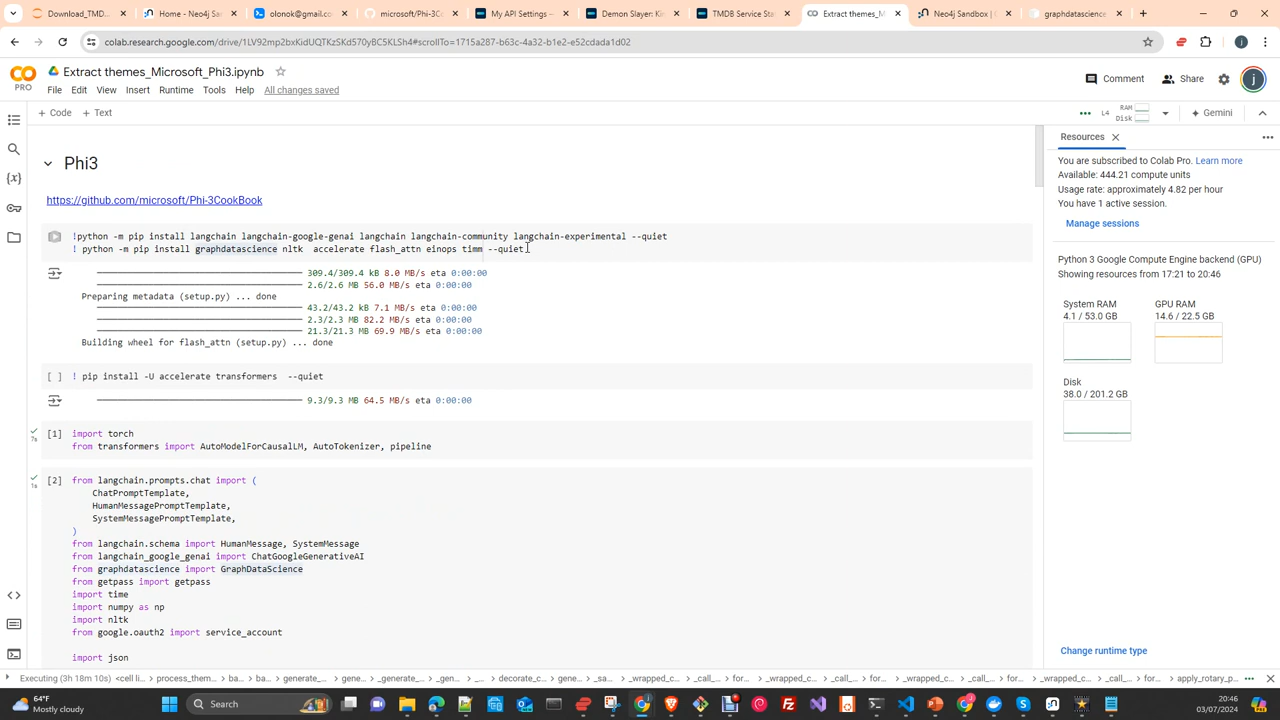 Download_TMD
Home - Neo4j San
olonok@gmail.co
microsoft/Phi-3C
My API Settings –
Demon Slayer: Ki
TMDS Service Sta
Extract themes_M
Neo4j Sandbox | 
graphdatascience
colab.research.google.com/drive/1LV92mp2bxKidUQTKzSKd570yBC5KLSh4#scrollTo=1715a287-b63c-4a32-b1e2-e52cdada1d02
Extract themes_Microsoft_Phi3.ipynb
PRO
File Edit View Insert Runtime Tools Help All changes saved
Comment Share
+ Code + Text
L4 RAM Disk
Gemini
Phi3
https://github.com/microsoft/Phi-3CookBook
!python -m pip install langchain langchain-google-genai langchain langchain-community langchain-experimental --quiet
! python -m pip install graphdatascience nltk  accelerate flash_attn einops timm --quiet
309.4/309.4 kB 8.0 MB/s eta 0:00:00
2.6/2.6 MB 56.0 MB/s eta 0:00:00
Preparing metadata (setup.py) ... done
43.2/43.2 kB 7.1 MB/s eta 0:00:00
2.3/2.3 MB 82.2 MB/s eta 0:00:00
21.3/21.3 MB 69.9 MB/s eta 0:00:00
Building wheel for flash_attn (setup.py) ... done
[ ] ! pip install -U accelerate transformers  --quiet
9.3/9.3 MB 64.5 MB/s eta 0:00:00
7s [1] import torch
from transformers import AutoModelForCausalLM, AutoTokenizer, pipeline
1s [2] from langchain.prompts.chat import (
ChatPromptTemplate,
HumanMessagePromptTemplate,
SystemMessagePromptTemplate,
)
from langchain.schema import HumanMessage, SystemMessage
from langchain_google_genai import ChatGoogleGenerativeAI
from graphdatascience import GraphDataScience
from getpass import getpass
import time
import numpy as np
import nltk
from google.oauth2 import service_account
import json
Resources
You are subscribed to Colab Pro. Learn more
Available: 444.21 compute units
Usage rate: approximately 4.82 per hour
You have 1 active session.
Manage sessions
Python 3 Google Compute Engine backend (GPU)
Showing resources from 17:21 to 20:46
System RAM
4.1 / 53.0 GB
GPU RAM
14.6 / 22.5 GB
Disk
38.0 / 201.2 GB
Change runtime type
Executing (3h 18m 10s) <cell li... process_them... ba... ba... generate_... generate_... _generate_... _gen... _... decorate_c... gene... _sa... _wrapped_c... _call_... for... _wrapped_c... _call_... for... _wrapped_c... _call_... for... _wrapped_c... _call_... for... apply_rotary_p...
64°F
Mostly cloudy
Search
20:46
03/07/2024